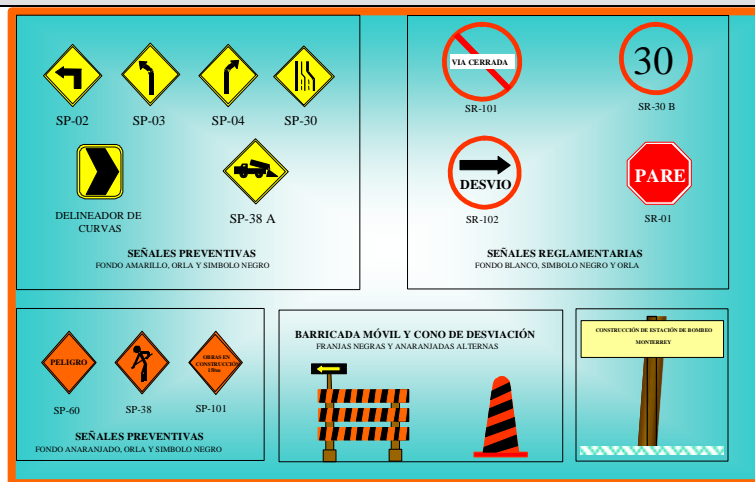 SP-02
SP-03
SP-04
SP-30
DELINEADOR DE
CURVAS
SP-38 A
SEÑALES PREVENTIVAS
FONDO AMARILLO, ORLA Y SIMBOLO NEGRO
VIA CERRADA
SR-101
30
SR-30 B
DESVIO
SR-102
PARE
SR-01
SEÑALES REGLAMENTARIAS
FONDO BLANCO, SIMBOLO NEGRO Y ORLA
PELIGRO
SP-60
SP-38
OBRAS EN
CONSTRUCCIÓN
SP-101
SEÑALES PREVENTIVAS
FONDO ANARANJADO, ORLA Y SIMBOLO NEGRO
BARRICADA MÓVIL Y CONO DE DESVIACIÓN
FRANJAS NEGRAS Y ANARANJADAS ALTERNAS
CONSTRUCCIÓN DE ESTACIÓN DE BOMBEO
MONTERREY